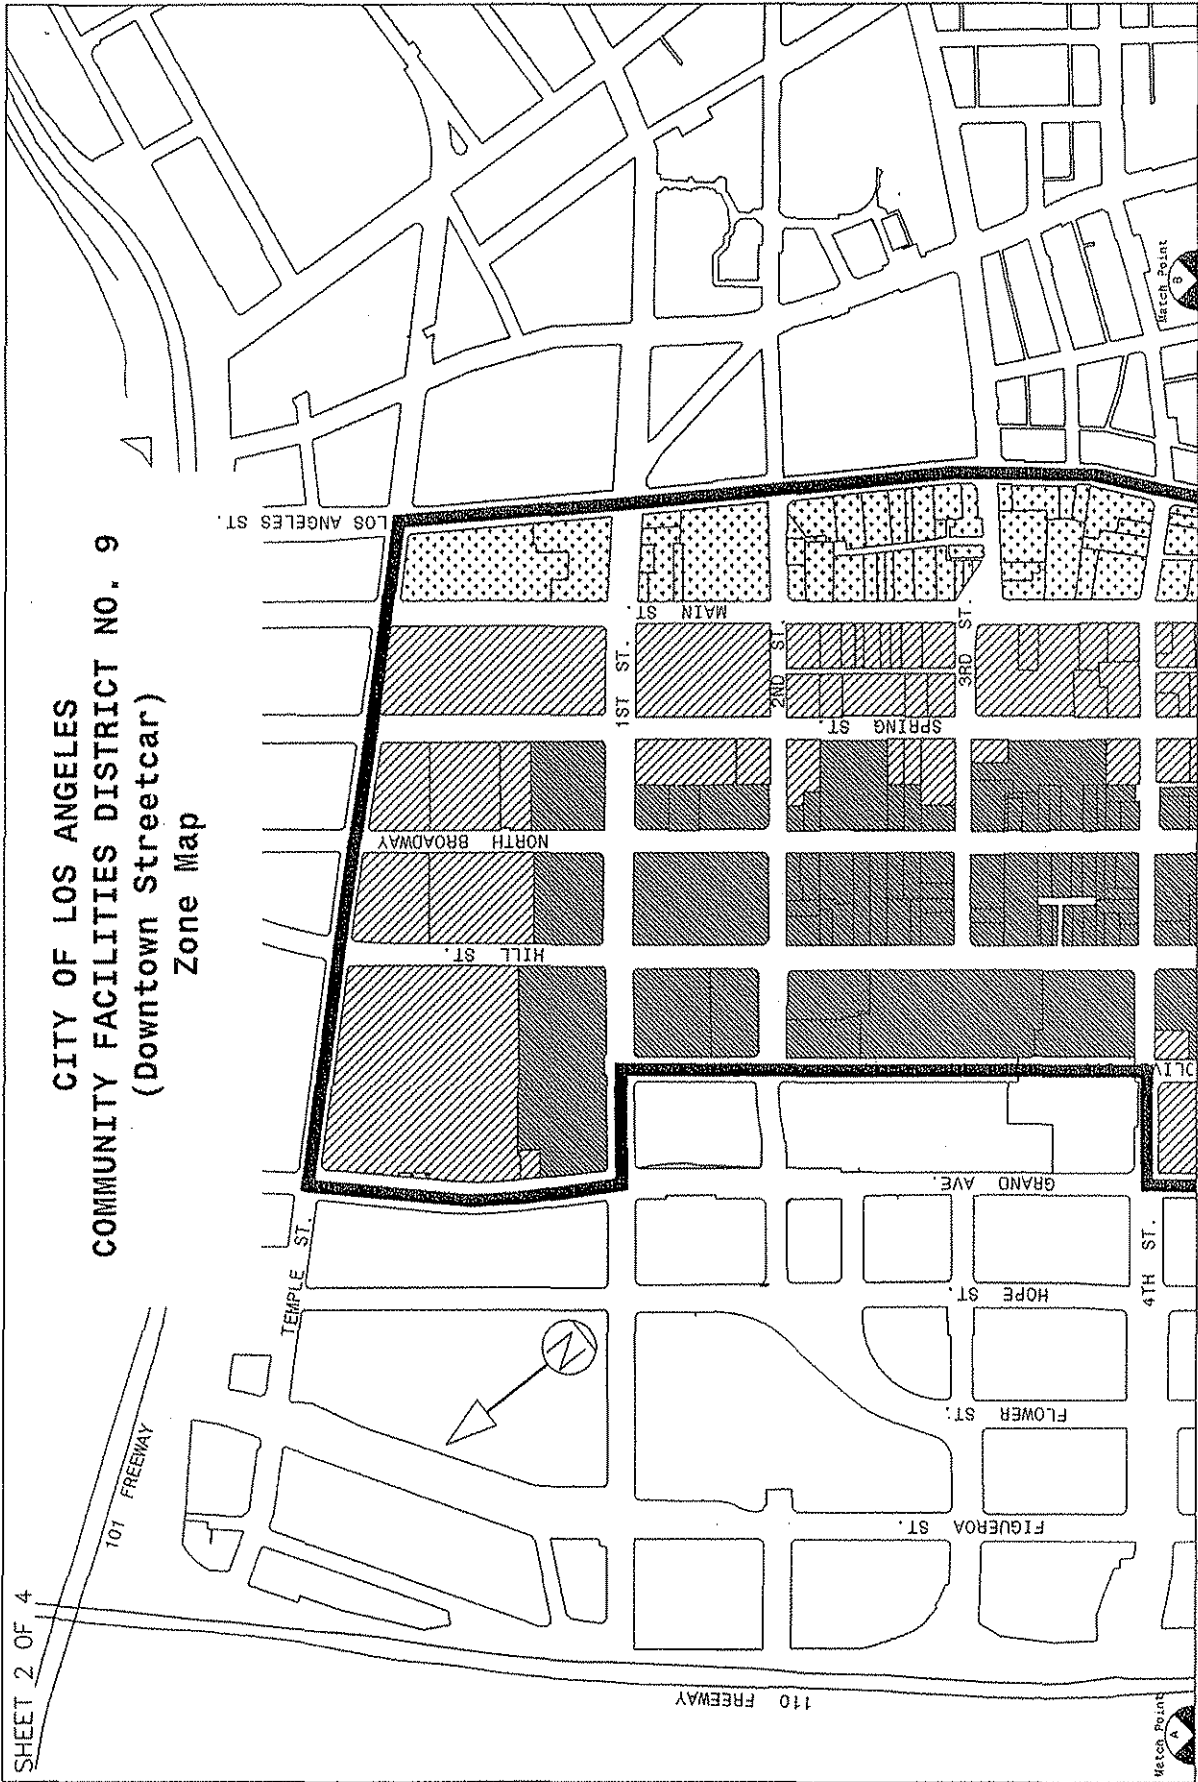 SHEET 2 OF 4
CITY OF LOS ANGELES
COMMUNITY FACILITIES DISTRICT NO. 9
(Downtown Streetcar)
Zone Map
101 FREEWAY
TEMPLE ST.
LOS ANGELES ST.
N
MAIN ST.
1ST ST.
2ND ST.
3RD ST.
SPRING ST.
NORTH BROADWAY
HILL ST.
OLIV
GRAND AVE.
HOPE ST.
4TH ST.
FLOWER ST.
FIGUEROA ST.
110 FREEWAY
Match Point
A
Match Point
B